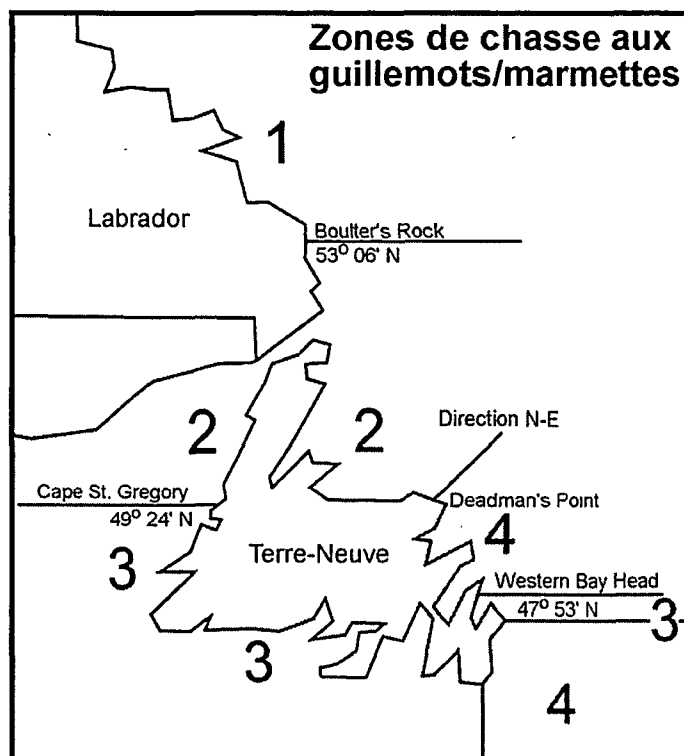 Zones de chasse aux
guillemots/marmettes
1
Labrador
Boulter's Rock
53° 06' N
2
2
Direction N-E
Cape St. Gregory
49° 24' N
Deadman's Point
4
Terre-Neuve
3
Western Bay Head
47° 53' N
3
3
4